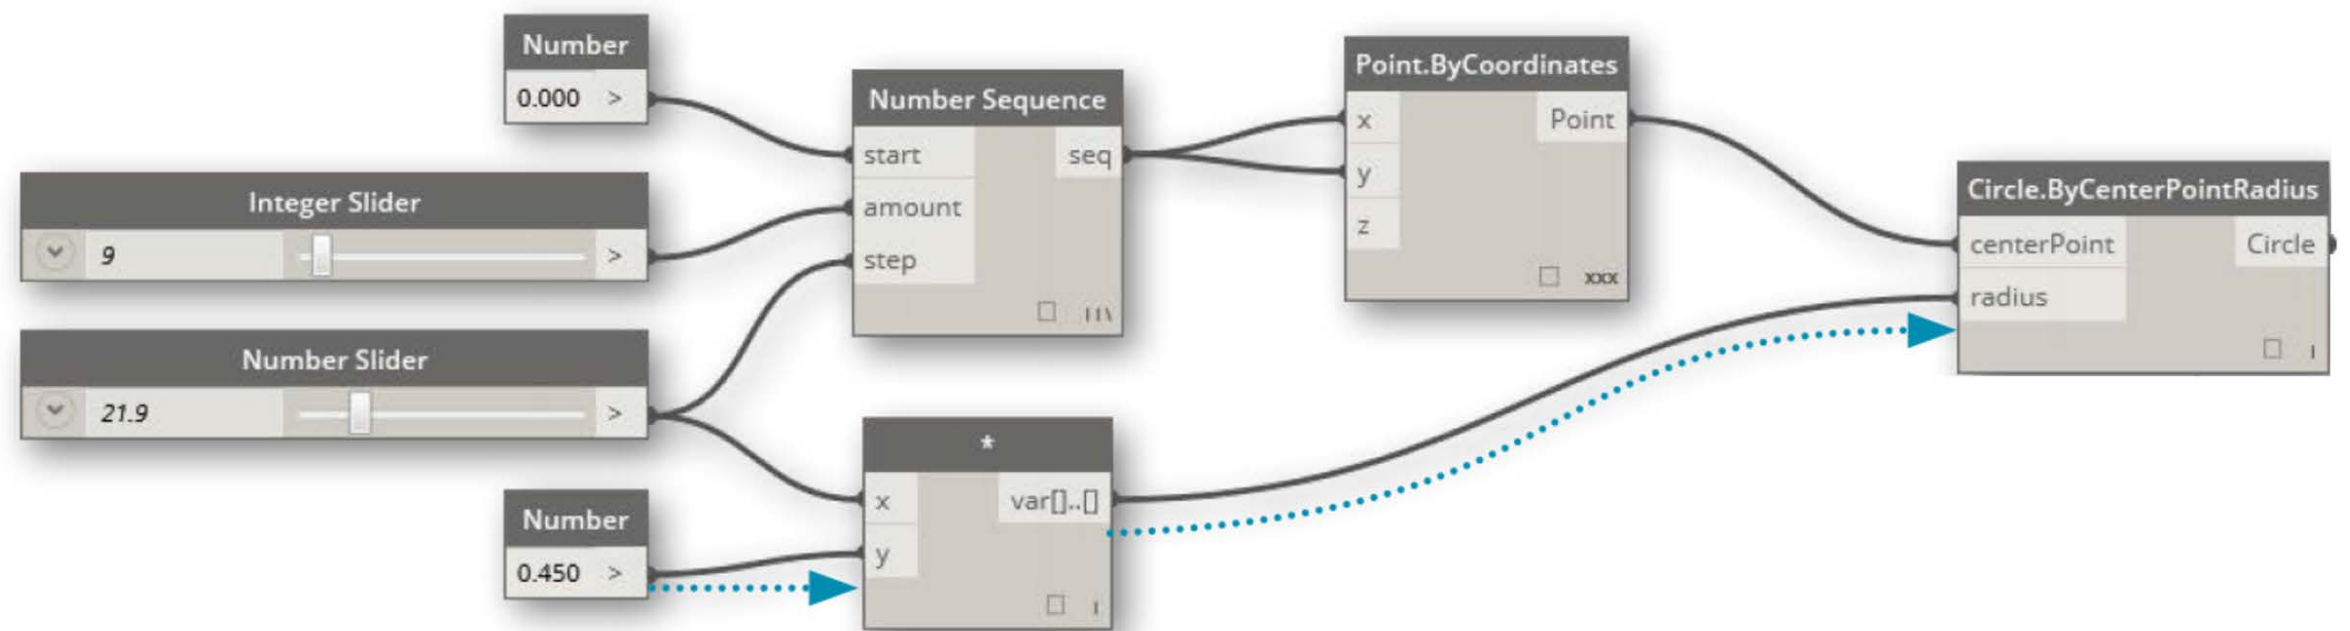 Number
0.000 >
Integer Slider
9 >
Number Slider
21.9 >
Number
0.450 >
Number Sequence
start seq
amount
step
III\
*
x var[]..[]
y
I
Point.ByCoordinates
x Point
y
z
xxx
Circle.ByCenterPointRadius
centerPoint Circle
radius
I